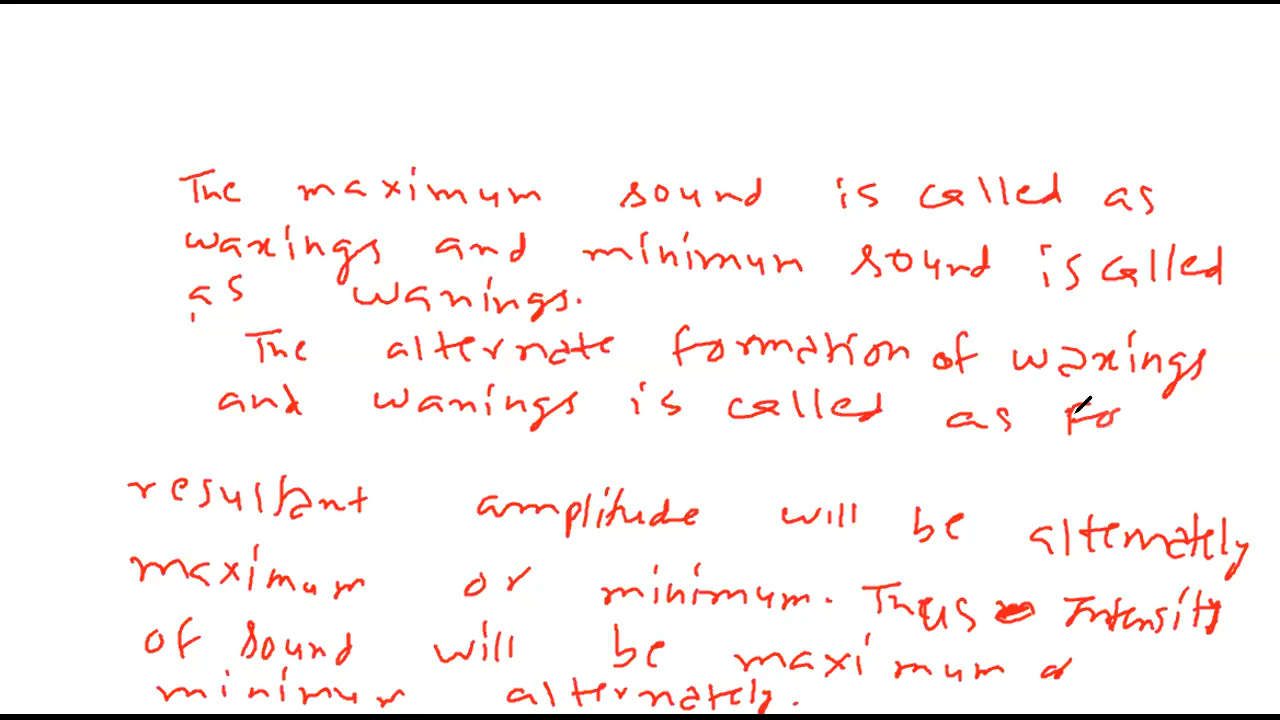 The maximum sound is called as
waxings and minimum sound is called
as wanings.
The alternate formation of waxings
and wanings is called as Fo
resultant amplitude will be alternately
maximum or minimum. Thus Intensity
of sound will be maximum or
minimum alternately.